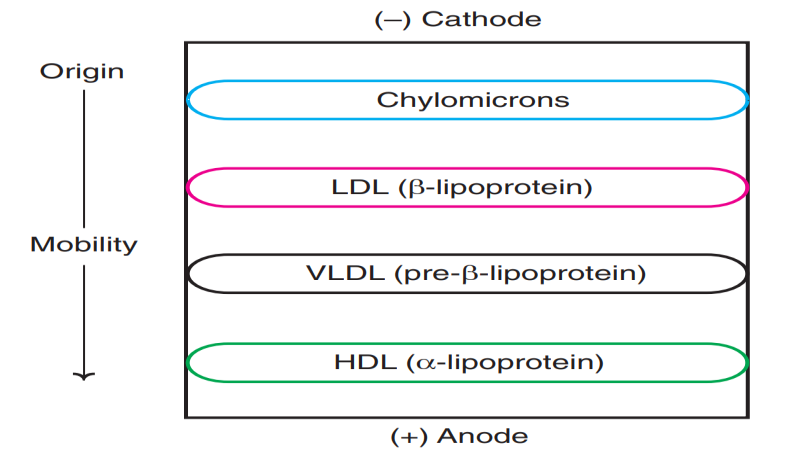 (–) Cathode
Origin
Chylomicrons
LDL (β-lipoprotein)
Mobility
VLDL (pre-β-lipoprotein)
HDL (α-lipoprotein)
(+) Anode